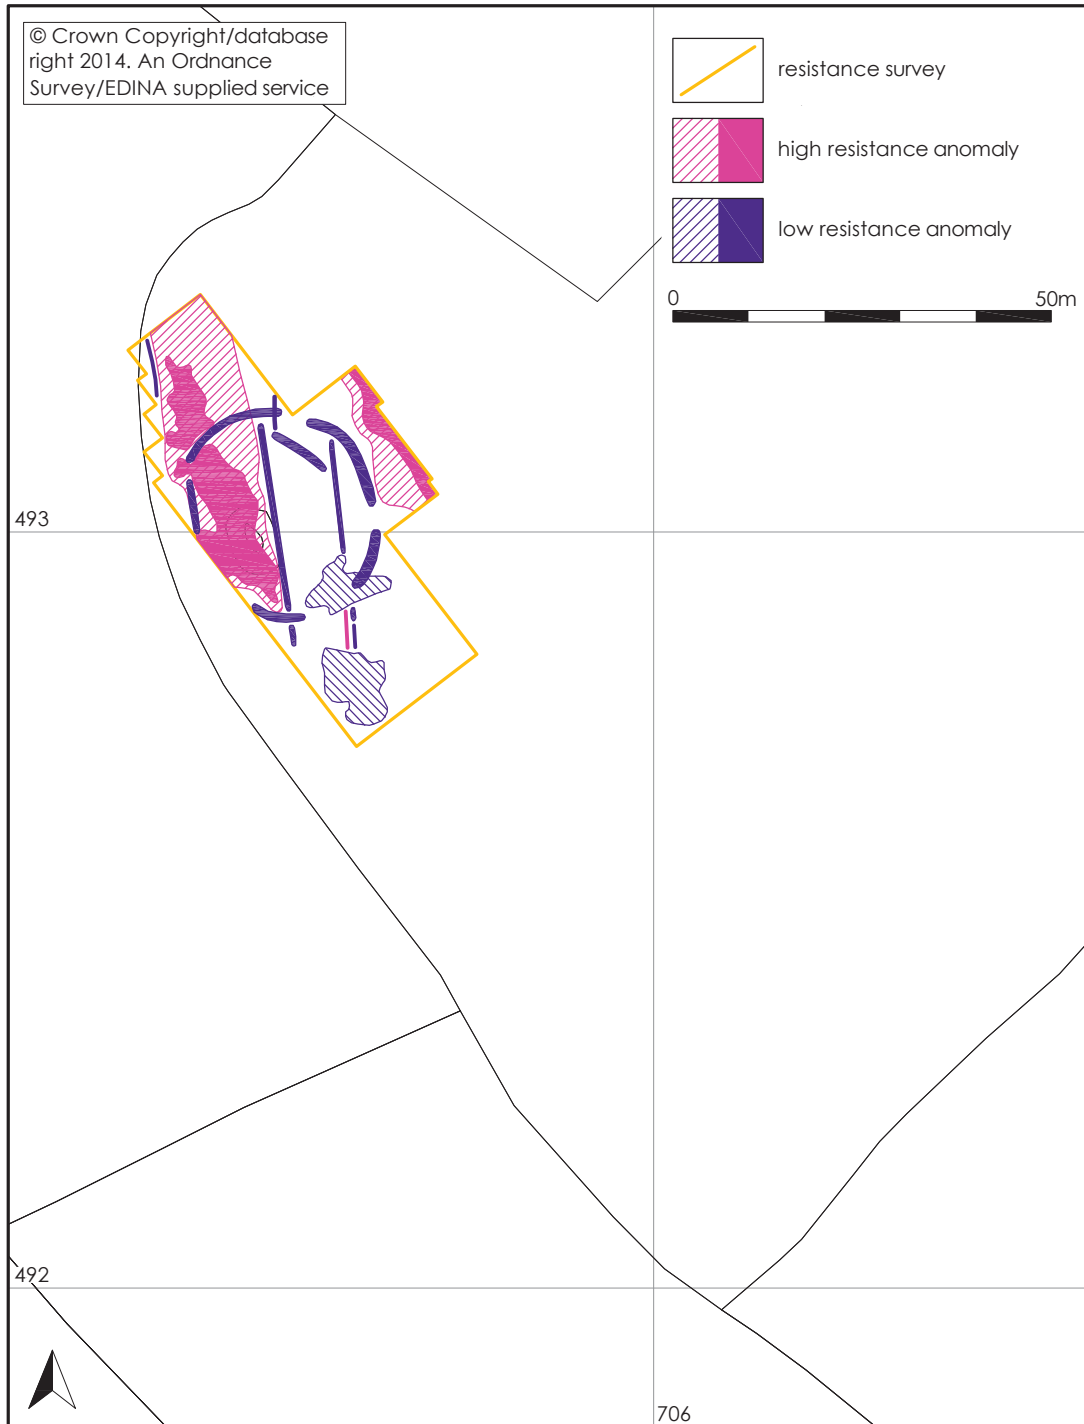 © Crown Copyright/database
right 2014. An Ordnance
Survey/EDINA supplied service
resistance survey
high resistance anomaly
low resistance anomaly
0 50m
493
492
706